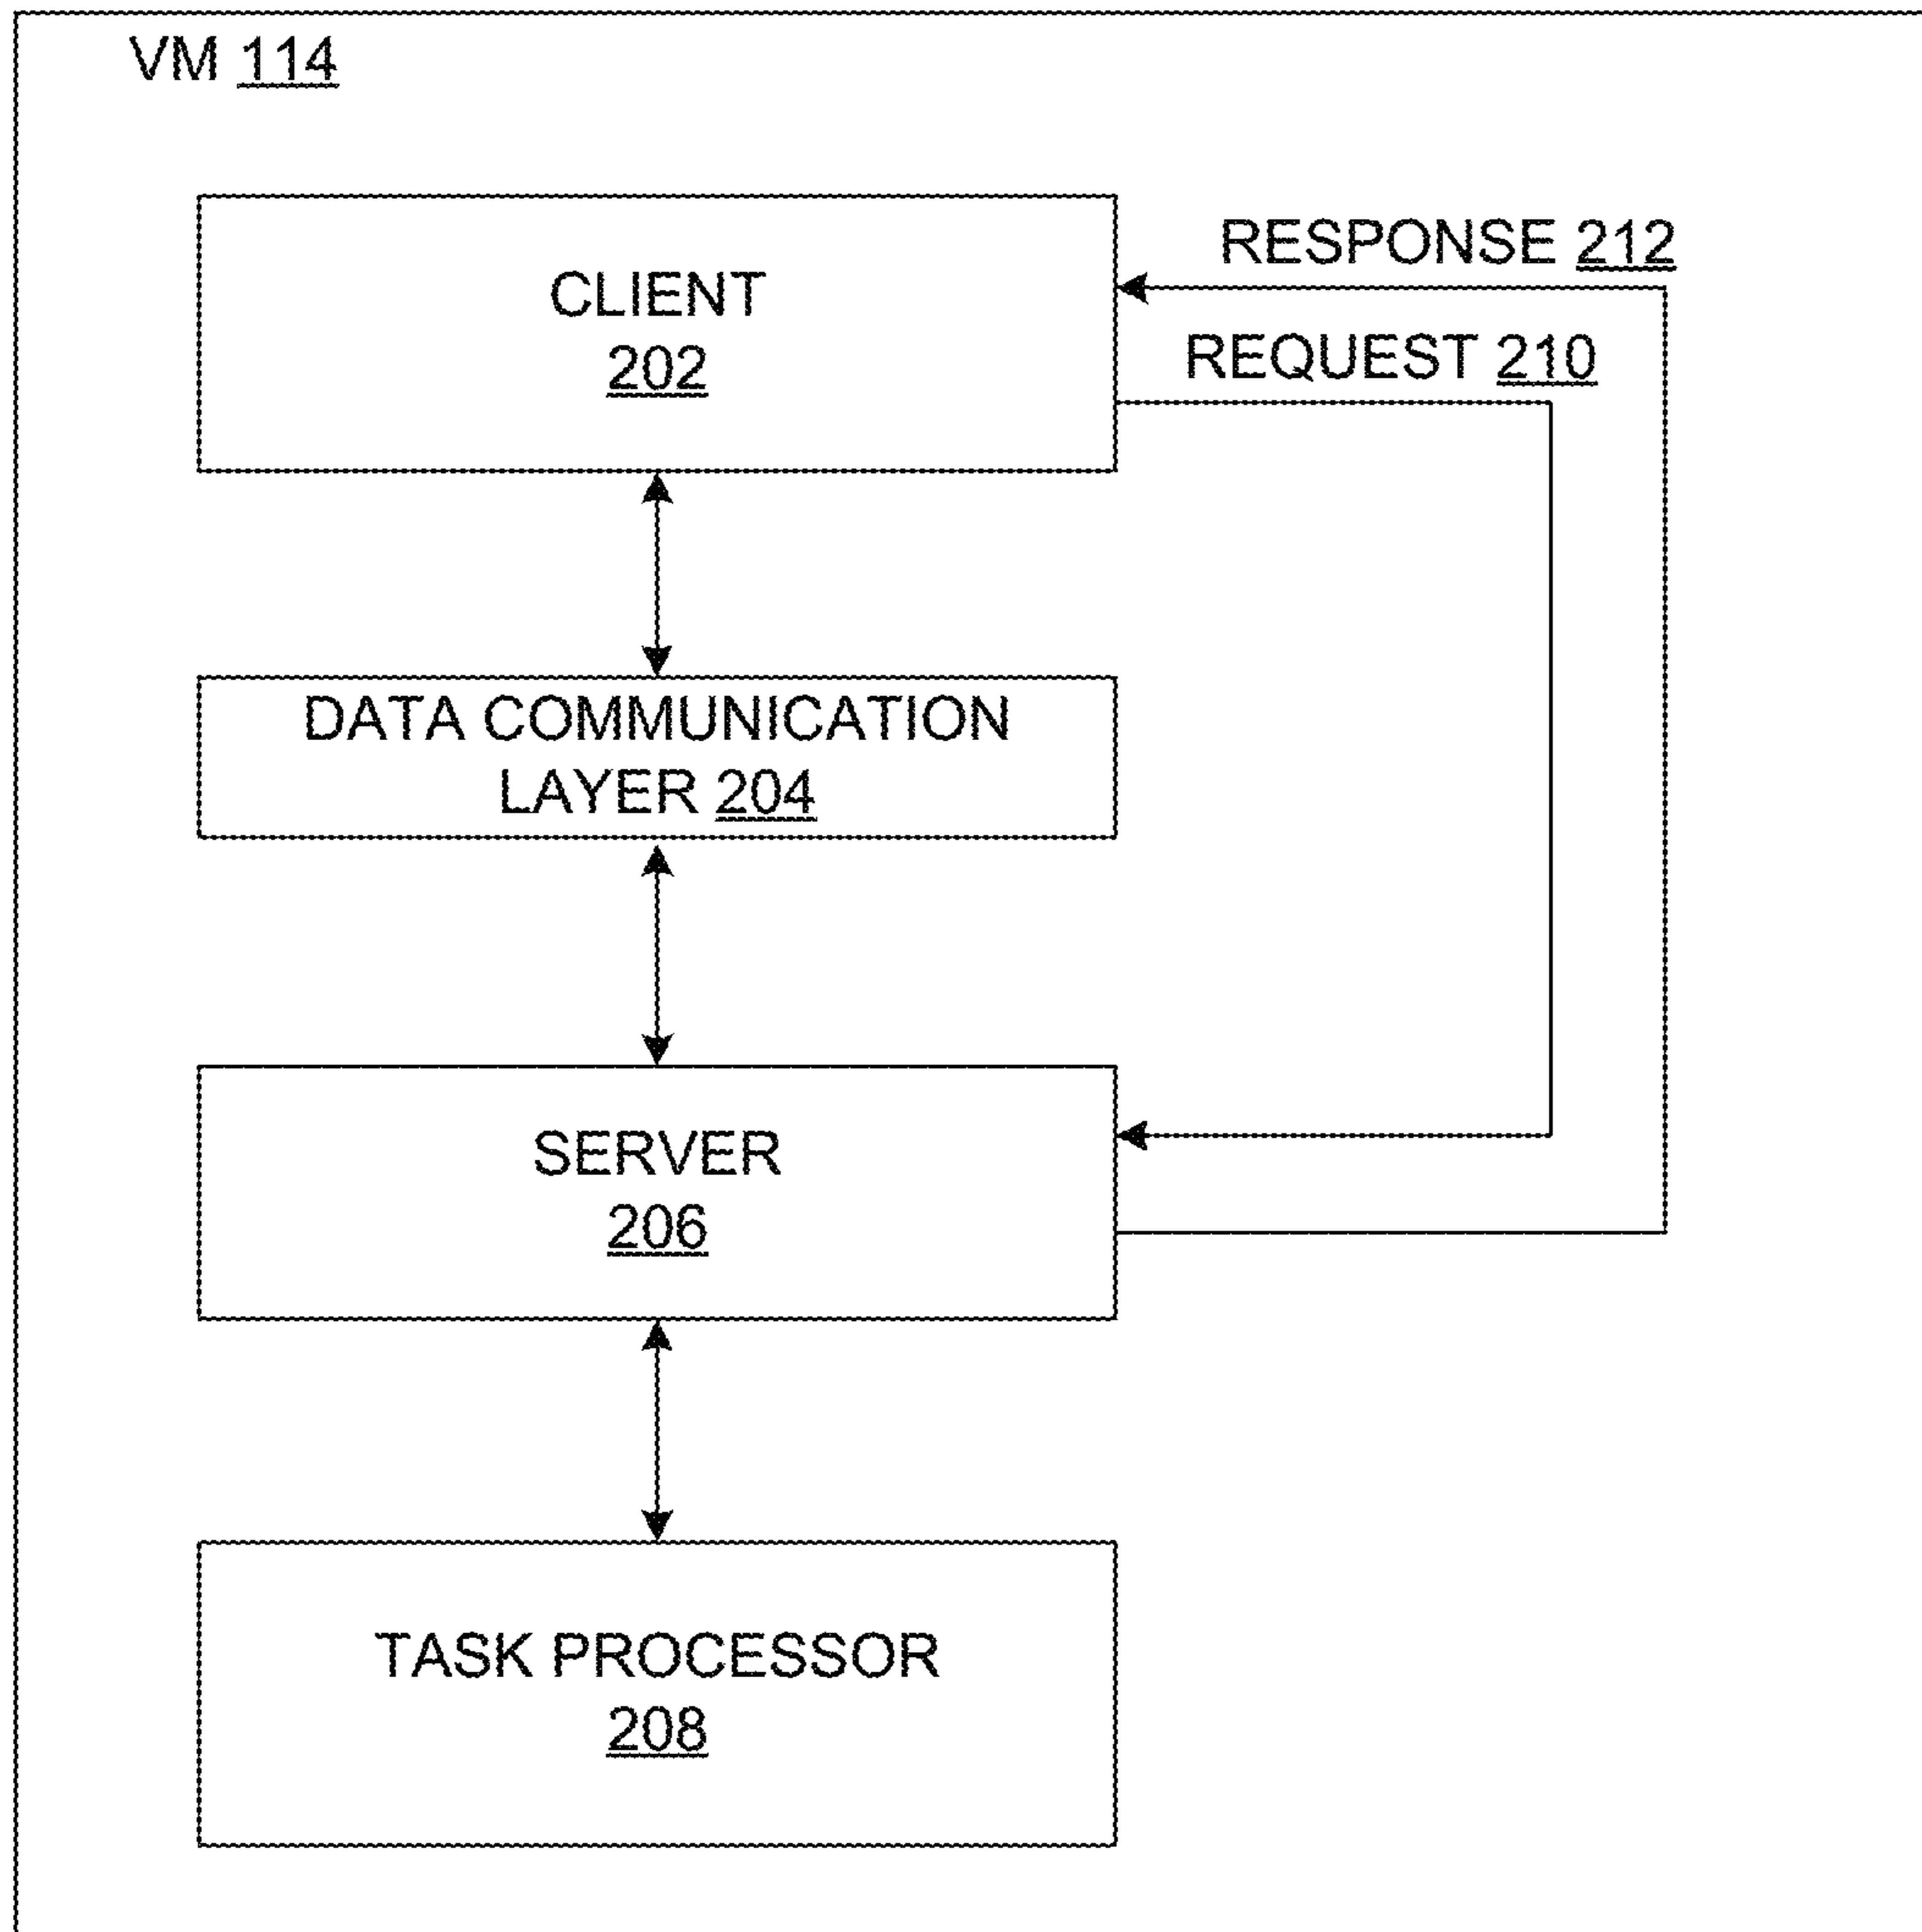 VM 114
CLIENT
202
RESPONSE 212
REQUEST 210
DATA COMMUNICATION
LAYER 204
SERVER
206
TASK PROCESSOR
208